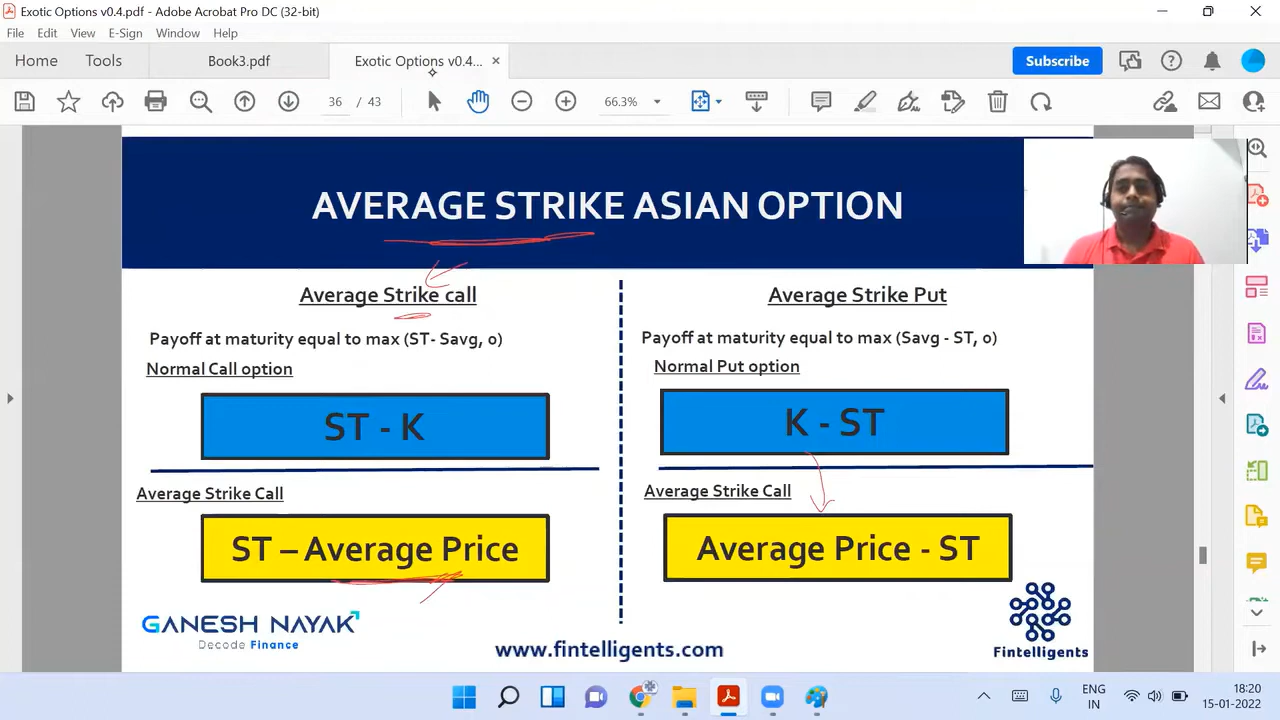 Exotic Options v0.4.pdf - Adobe Acrobat Pro DC (32-bit)
File Edit View E-Sign Window Help
Home Tools Book3.pdf Exotic Options v0.4... × Subscribe
36 / 43 66.3%
AVERAGE STRIKE ASIAN OPTION
Average Strike call
Payoff at maturity equal to max (ST- Savg, 0)
Normal Call option
ST - K
Average Strike Call
ST – Average Price
Average Strike Put
Payoff at maturity equal to max (Savg - ST, 0)
Normal Put option
K - ST
Average Strike Call
Average Price - ST
GANESH NAYAK
Decode Finance
www.fintelligents.com
Fintelligents
ENG
IN
18:20
15-01-2022